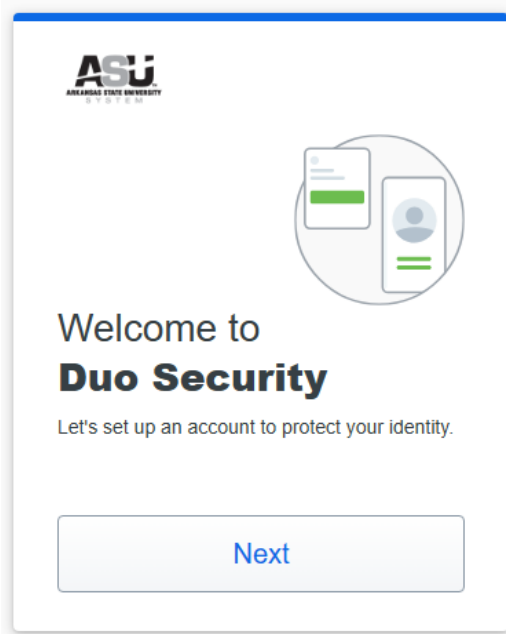 ASU
ARKANSAS STATE UNIVERSITY
SYSTEM
Welcome to
Duo Security
Let's set up an account to protect your identity.
Next